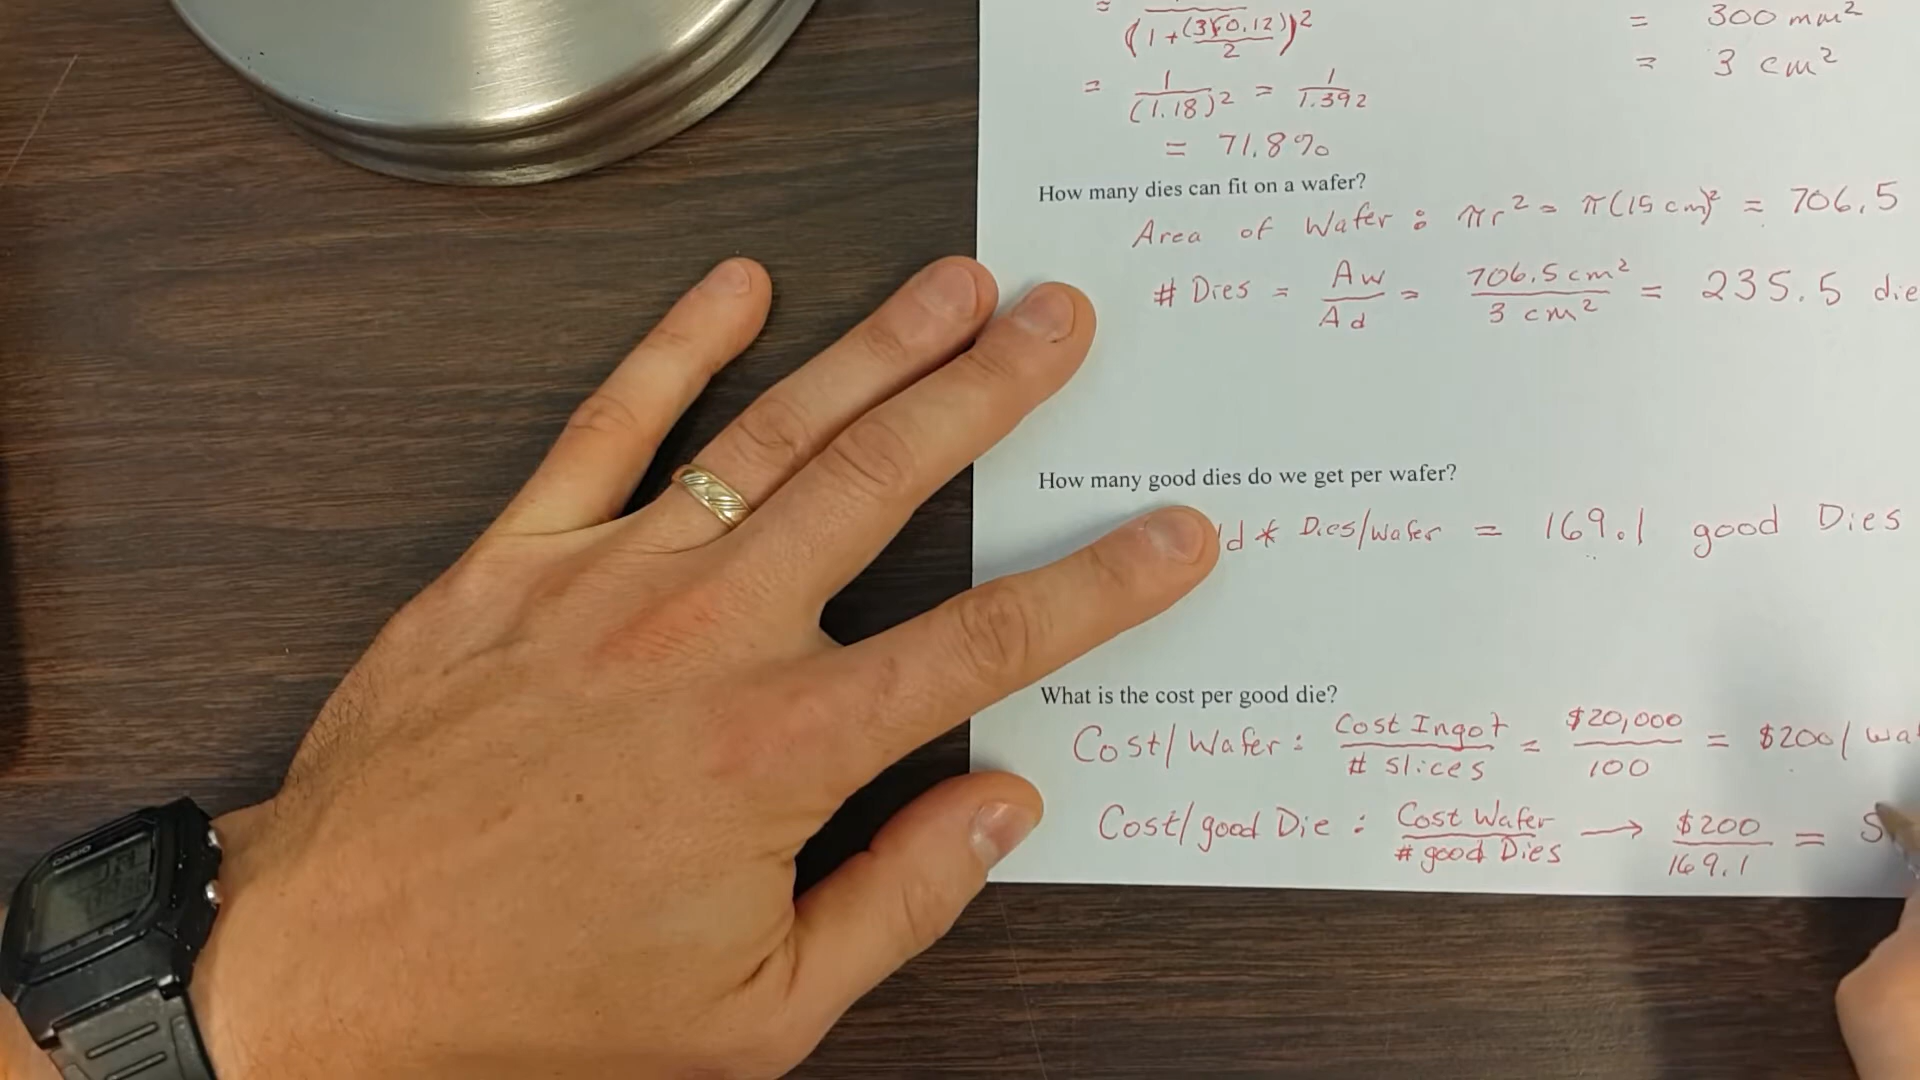 = 300 mm²
(1+(3)(0.12)/2)²
= 3 cm²
= 1/(1.18)² = 1/1.392
= 71.8%
How many dies can fit on a wafer?
Area of Wafer: πr² = π(15 cm)² = 706.5
# Dies = Aw/Ad = 706.5 cm²/3 cm² = 235.5 die
How many good dies do we get per wafer?
ld * Dies/wafer = 169.1 good Dies
What is the cost per good die?
Cost/Wafer: Cost Ingot/# slices = $20,000/100 = $200/wa
Cost/good Die: Cost Wafer/# good Dies → $200/169.1 =
CASIO